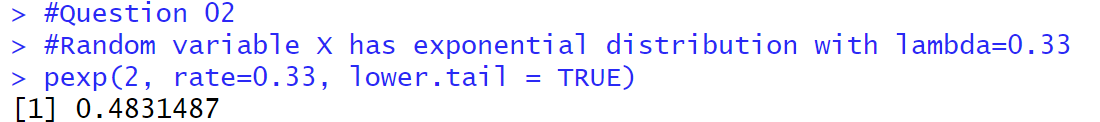 > #Question 02
> #Random variable X has exponential distribution with lambda=0.33
> pexp(2, rate=0.33, lower.tail = TRUE)
[1] 0.4831487